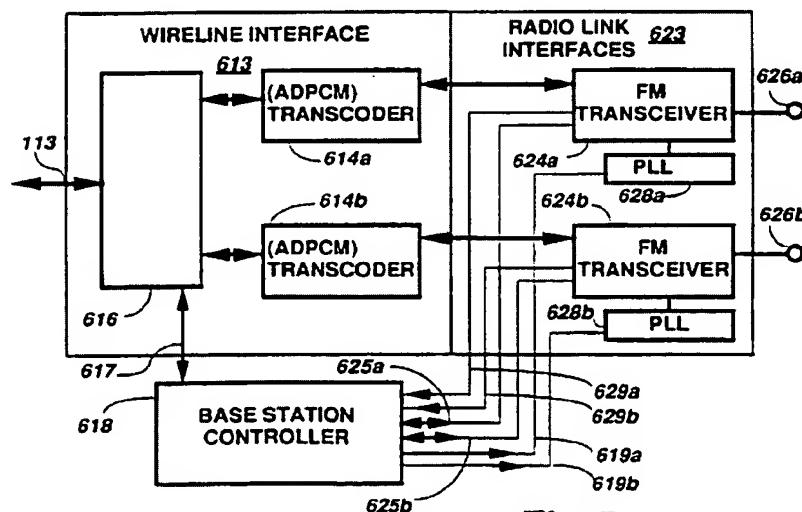 WIRELINE INTERFACE
613
RADIO LINK
INTERFACES 623
113
616
(ADPCM)
TRANSCODER
614a
614b
(ADPCM)
TRANSCODER
FM
TRANSCEIVER
624a
626a
PLL
628a
624b
FM
TRANSCEIVER
626b
628b
PLL
617
618
BASE STATION
CONTROLLER
625a
625b
629a
629b
619a
619b